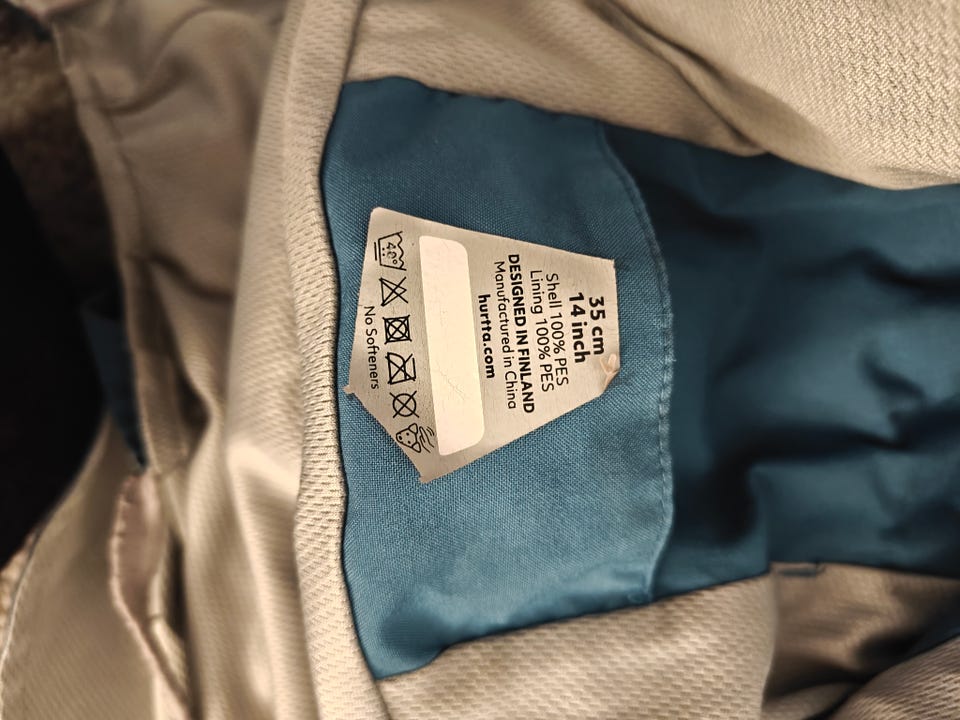 35 cm
14 inch
Shell 100% PES
Lining 100% PES
DESIGNED IN FINLAND
Manufactured in China
hurtta.com
40°
No Softeners